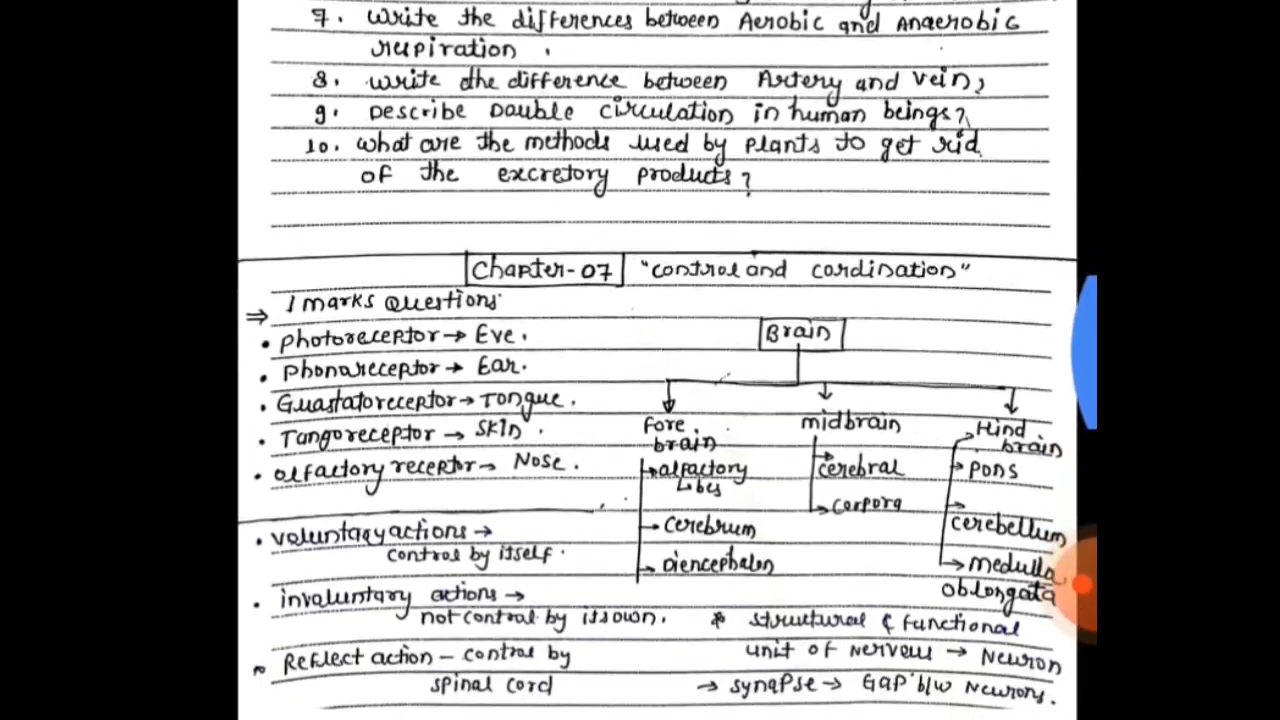 7. write the differences between Aerobic and Anaerobic
respiration.
8. write the difference between Artery and vein,
9. Describe Double circulation in human beings?
10. what are the methods used by plants to get rid
of the excretory products?
Chapter-07 "control and cordination"
⇒ 1 marks Questions
• photoreceptor → Eye.
• phonareceptor → Ear.
• Guastatoreceptor → Tongue.
• Tangoreceptor → skin.
• olfactory receptor → Nose.
• voluntary actions →
control by itself.
• involuntary actions →
not control by itsown.
Reflect action - control by
spinal cord
Brain
Fore brain
→ olfactory
lobes
→ cerebrum
→ Diencephalon
midbrain
→ cerebral
→ corpora
Hind
brain
→ pons
→ cerebellum
→ medulla
oblongata
* structural & functional
unit of nervous → Neuron
→ synapse → Gap b/w Neurons.